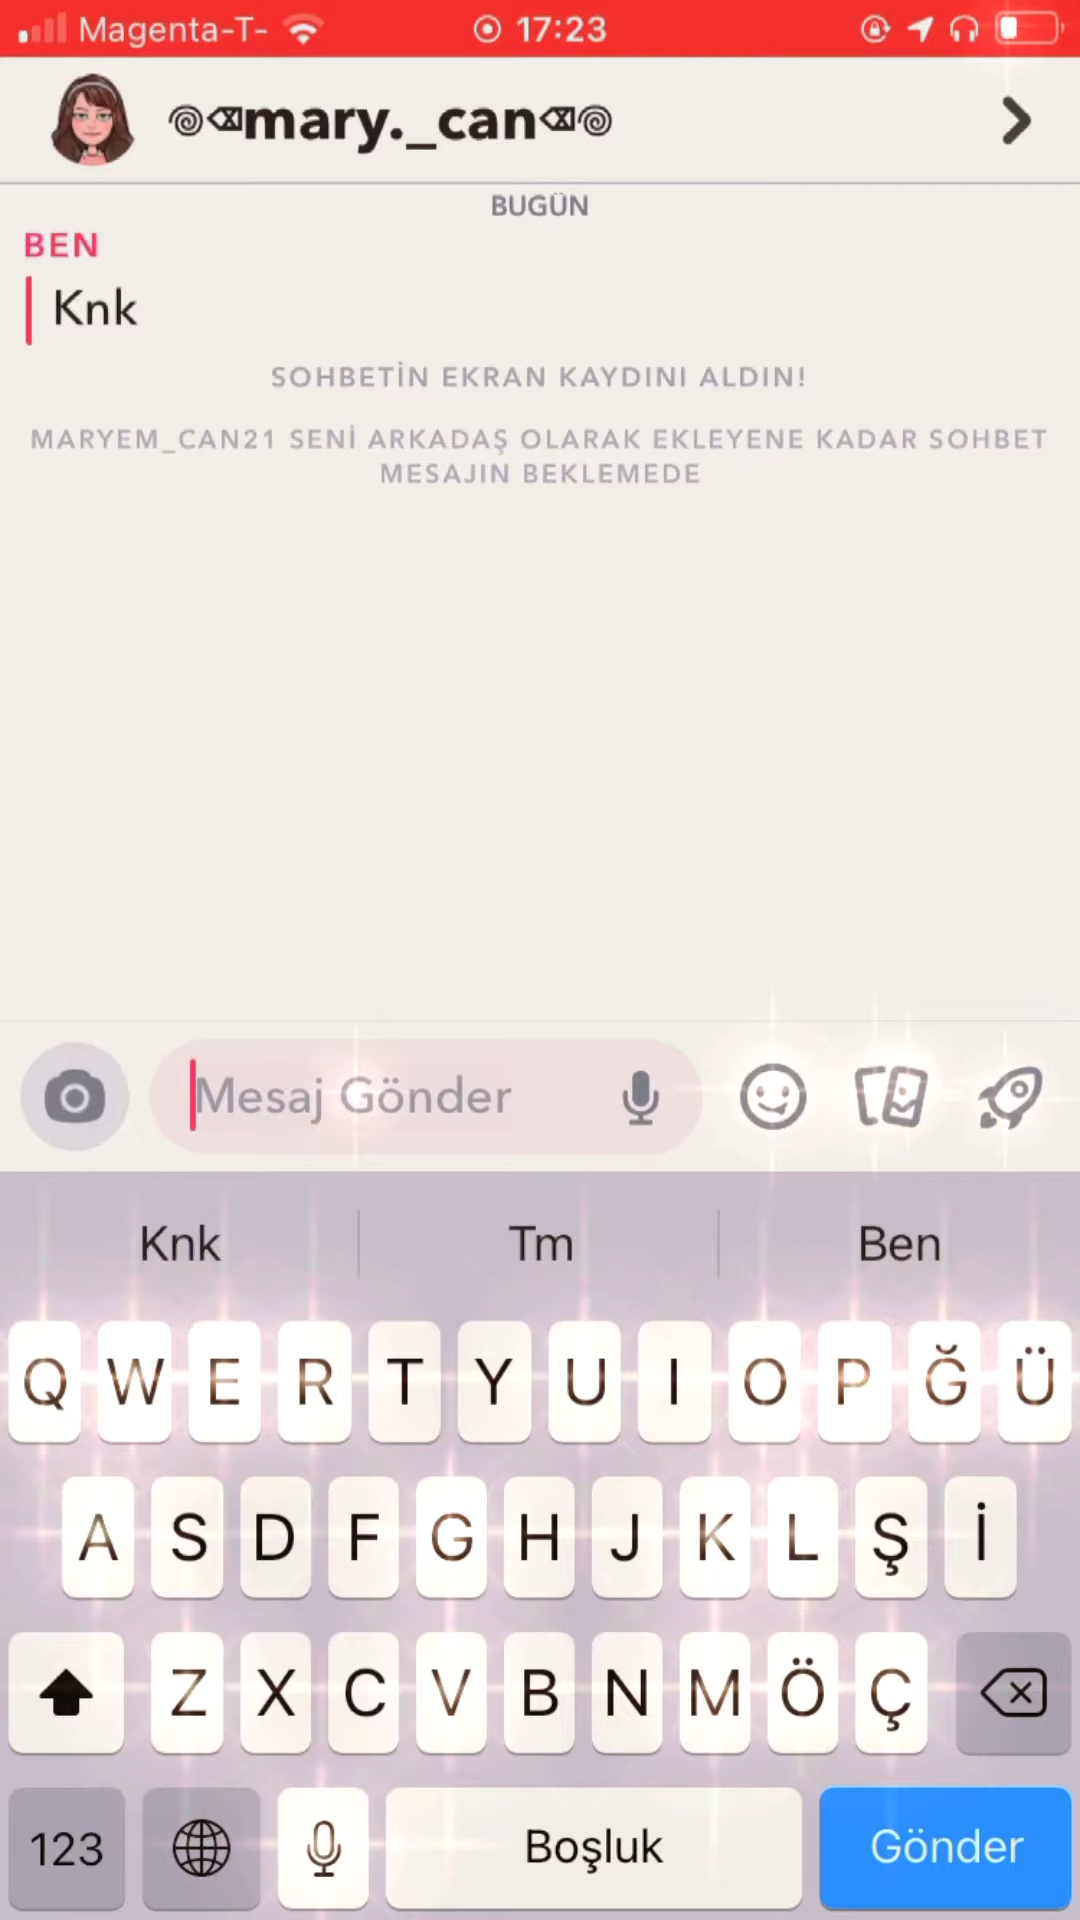 Magenta-T- 17:23
mary._can
BUGÜN
BEN
Knk
SOHBETİN EKRAN KAYDINI ALDIN!
MARYEM_CAN21 SENİ ARKADAŞ OLARAK EKLEYENE KADAR SOHBET
MESAJIN BEKLEMEDE
Mesaj Gönder
Knk Tm Ben
Q W E R T Y U I O P Ğ Ü
A S D F G H J K L Ş İ
Z X C V B N M Ö Ç
123 Boşluk Gönder